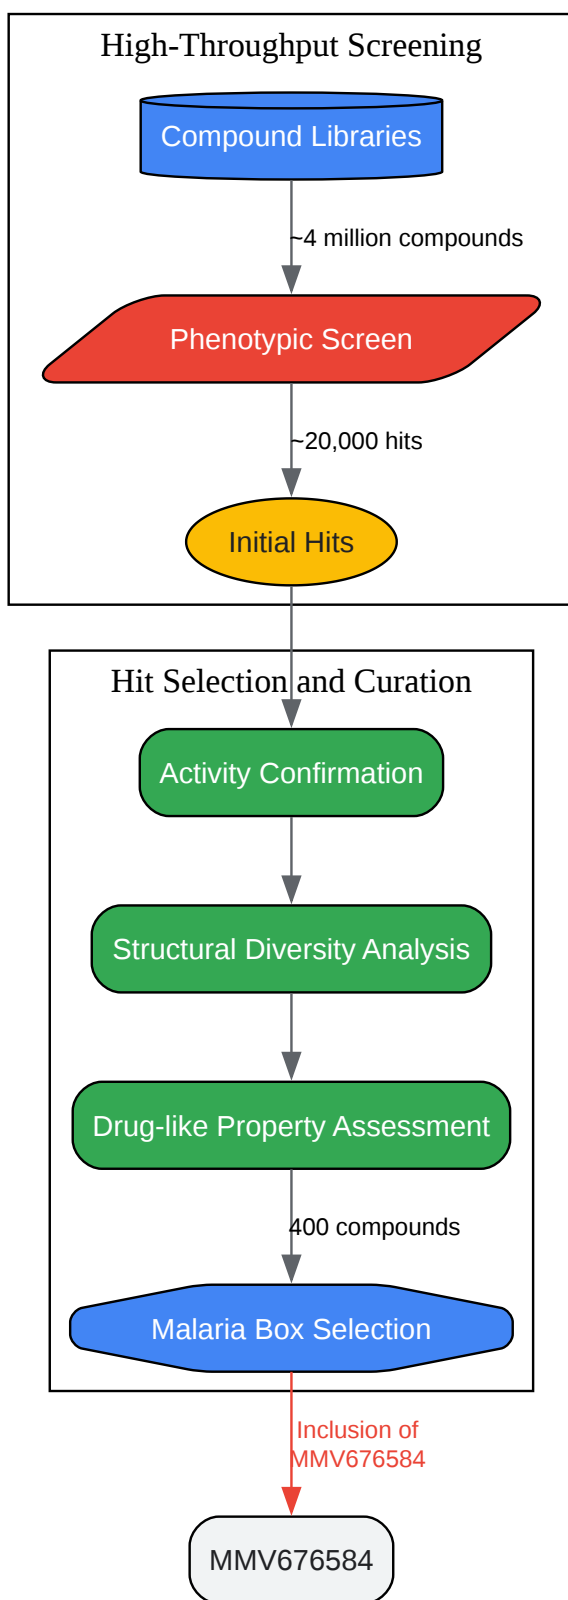 High-Throughput Screening
Compound Libraries
~4 million compounds
Phenotypic Screen
~20,000 hits
Initial Hits
Hit Selection and Curation
Activity Confirmation
Structural Diversity Analysis
Drug-like Property Assessment
400 compounds
Malaria Box Selection
Inclusion of
MMV676584
MMV676584